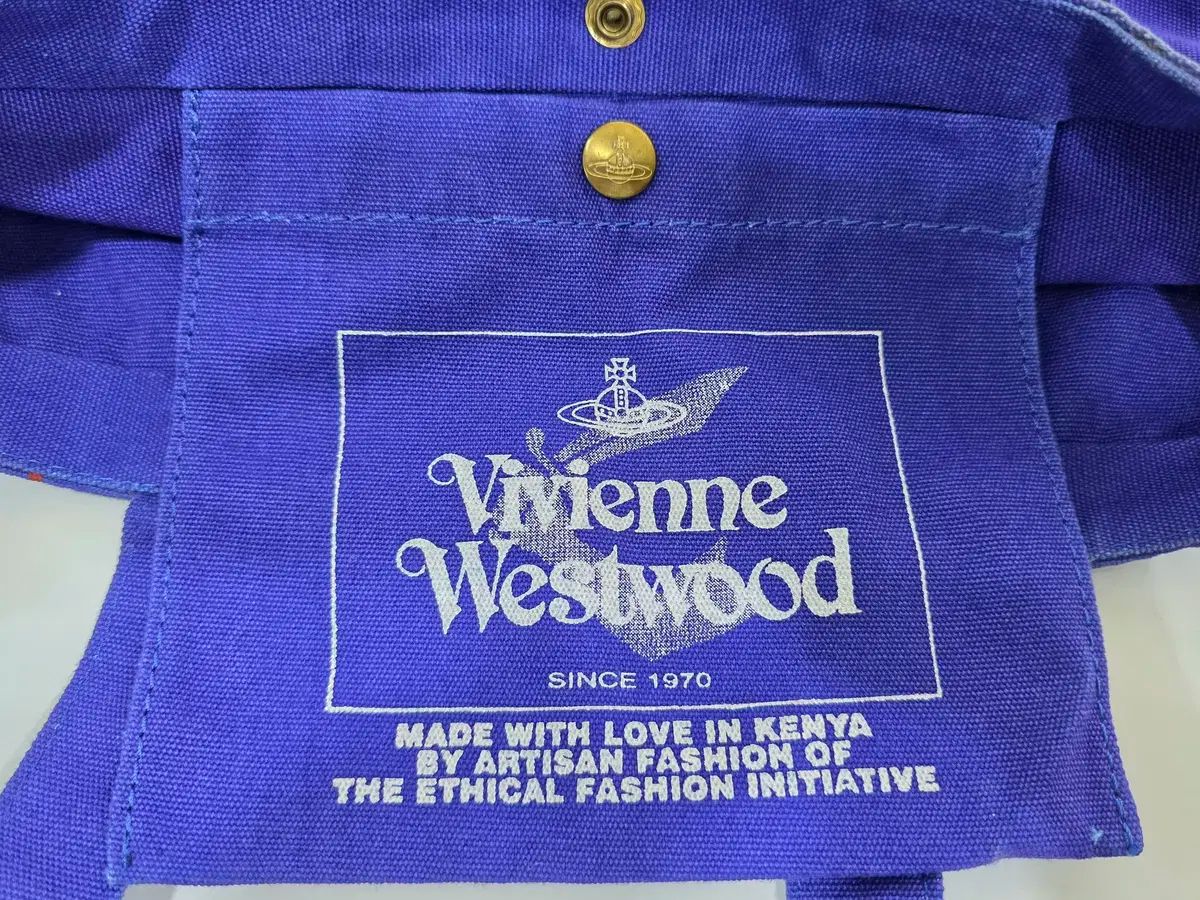 Vivienne
Westwood
SINCE 1970
MADE WITH LOVE IN KENYA
BY ARTISAN FASHION OF
THE ETHICAL FASHION INITIATIVE